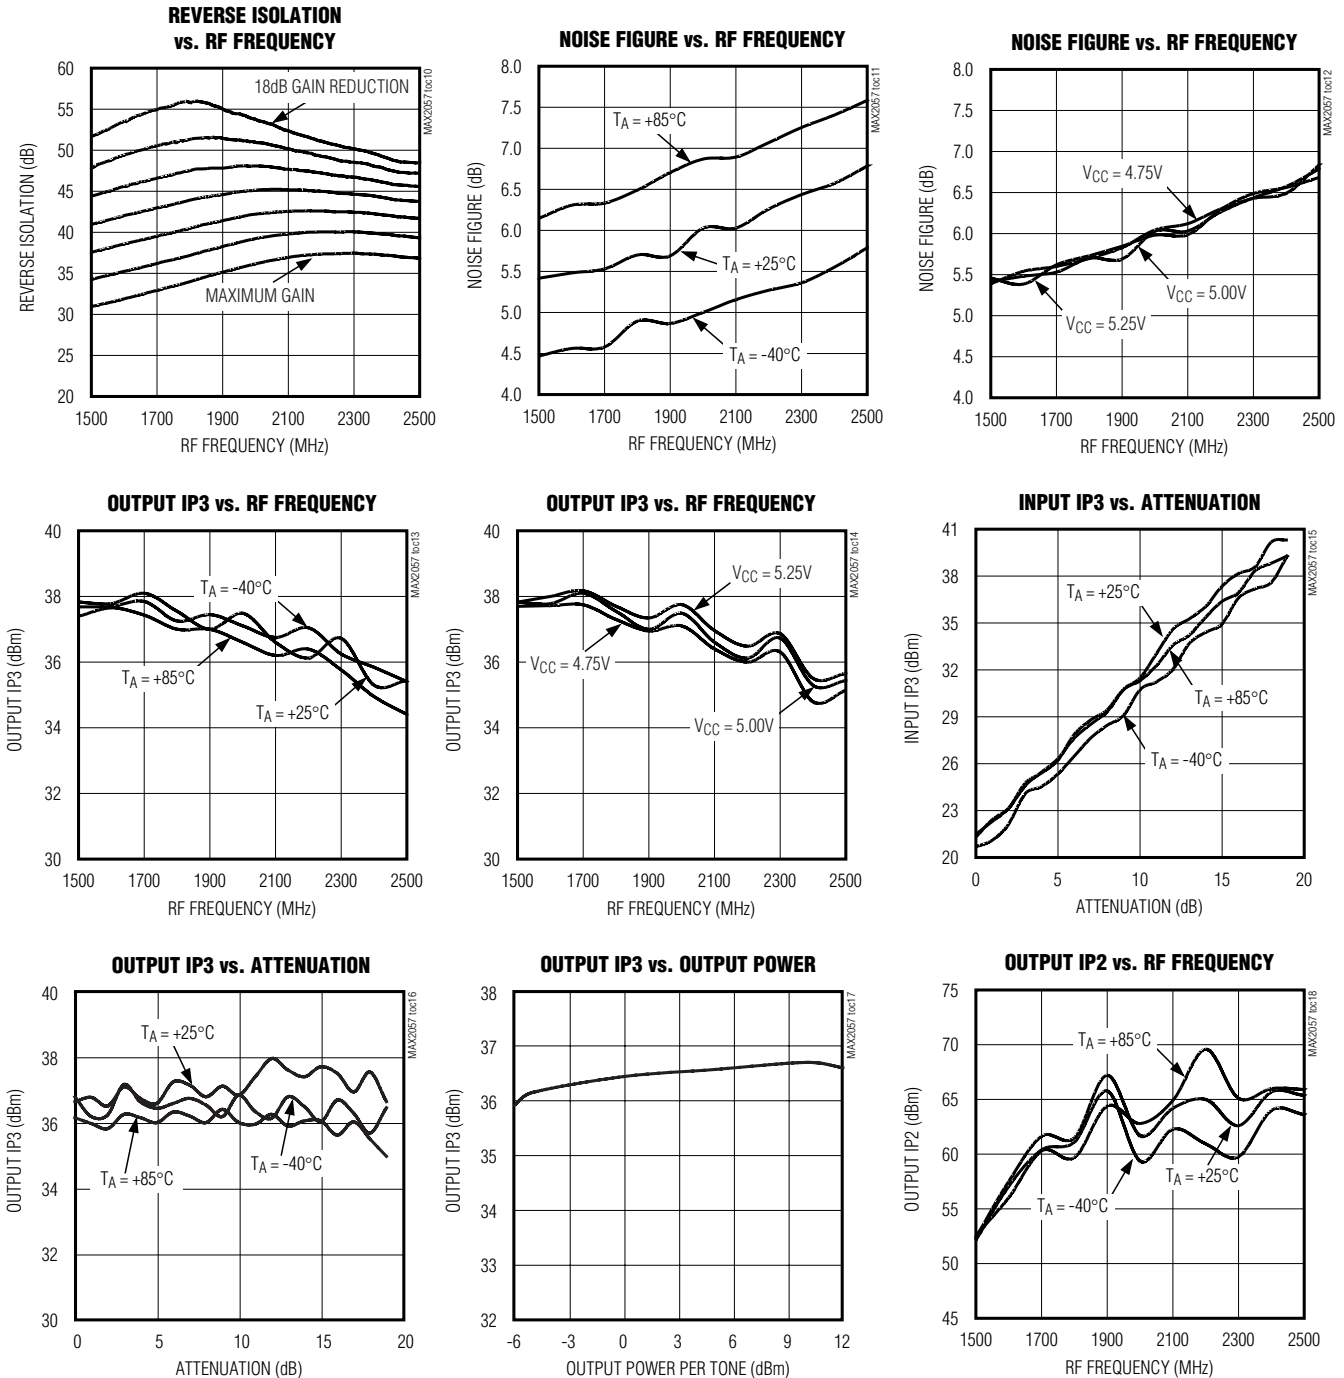 REVERSE ISOLATION
vs. RF FREQUENCY
MAX2057 toc10
REVERSE ISOLATION (dB)
60
55
50
45
40
35
30
25
20
18dB GAIN REDUCTION
MAXIMUM GAIN
1500 1700 1900 2100 2300 2500
RF FREQUENCY (MHz)
NOISE FIGURE vs. RF FREQUENCY
MAX2057 toc11
NOISE FIGURE (dB)
8.0
7.5
7.0
6.5
6.0
5.5
5.0
4.5
4.0
TA = +85°C
TA = +25°C
TA = -40°C
1500 1700 1900 2100 2300 2500
RF FREQUENCY (MHz)
NOISE FIGURE vs. RF FREQUENCY
MAX2057 toc12
NOISE FIGURE (dB)
8.0
7.5
7.0
6.5
6.0
5.5
5.0
4.5
4.0
VCC = 4.75V
VCC = 5.00V
VCC = 5.25V
1500 1700 1900 2100 2300 2500
RF FREQUENCY (MHz)
OUTPUT IP3 vs. RF FREQUENCY
MAX2057 toc13
OUTPUT IP3 (dBm)
40
38
36
34
32
30
TA = -40°C
TA = +85°C
TA = +25°C
1500 1700 1900 2100 2300 2500
RF FREQUENCY (MHz)
OUTPUT IP3 vs. RF FREQUENCY
MAX2057 toc14
OUTPUT IP3 (dBm)
40
38
36
34
32
30
VCC = 5.25V
VCC = 4.75V
VCC = 5.00V
1500 1700 1900 2100 2300 2500
RF FREQUENCY (MHz)
INPUT IP3 vs. ATTENUATION
MAX2057 toc15
INPUT IP3 (dBm)
41
38
35
32
29
26
23
20
TA = +25°C
TA = +85°C
TA = -40°C
0 5 10 15 20
ATTENUATION (dB)
OUTPUT IP3 vs. ATTENUATION
MAX2057 toc16
OUTPUT IP3 (dBm)
40
38
36
34
32
30
TA = +25°C
TA = -40°C
TA = +85°C
0 5 10 15 20
ATTENUATION (dB)
OUTPUT IP3 vs. OUTPUT POWER
MAX2057 toc17
OUTPUT IP3 (dBm)
38
37
36
35
34
33
32
-6 -3 0 3 6 9 12
OUTPUT POWER PER TONE (dBm)
OUTPUT IP2 vs. RF FREQUENCY
MAX2057 toc18
OUTPUT IP2 (dBm)
75
70
65
60
55
50
45
TA = +85°C
TA = +25°C
TA = -40°C
1500 1700 1900 2100 2300 2500
RF FREQUENCY (MHz)